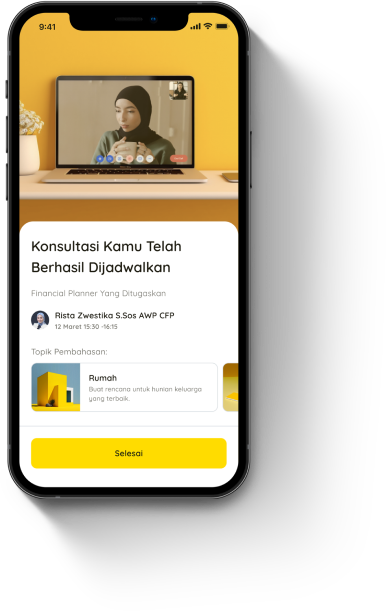 9:41
Konsultasi Kamu Telah
Berhasil Dijadwalkan
Financial Planner Yang Ditugaskan
Rista Zwestika S.Sos AWP CFP
12 Maret 15:30 -16:15
Topik Pembahasan:
Rumah
Buat rencana untuk hunian keluarga
yang terbaik.
Selesai